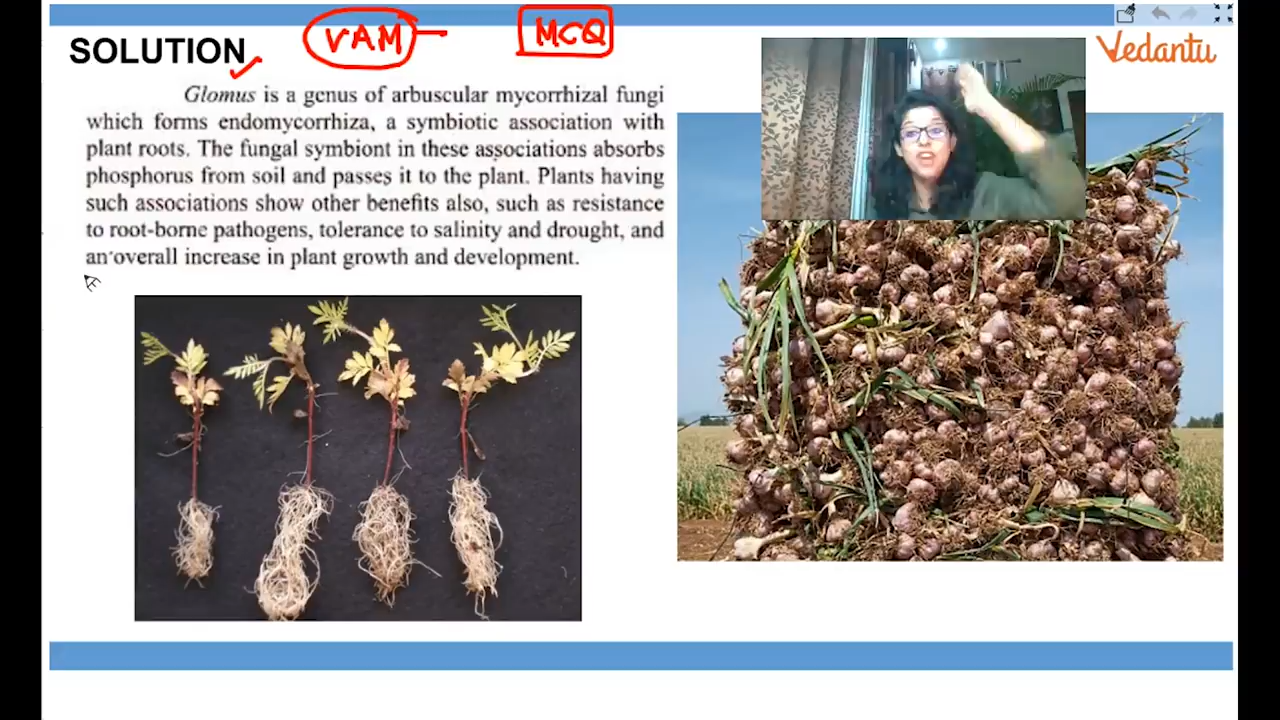 VAM
MCQ
Vedantu
SOLUTION
Glomus is a genus of arbuscular mycorrhizal fungi
which forms endomycorrhiza, a symbiotic association with
plant roots. The fungal symbiont in these associations absorbs
phosphorus from soil and passes it to the plant. Plants having
such associations show other benefits also, such as resistance
to root-borne pathogens, tolerance to salinity and drought, and
an overall increase in plant growth and development.